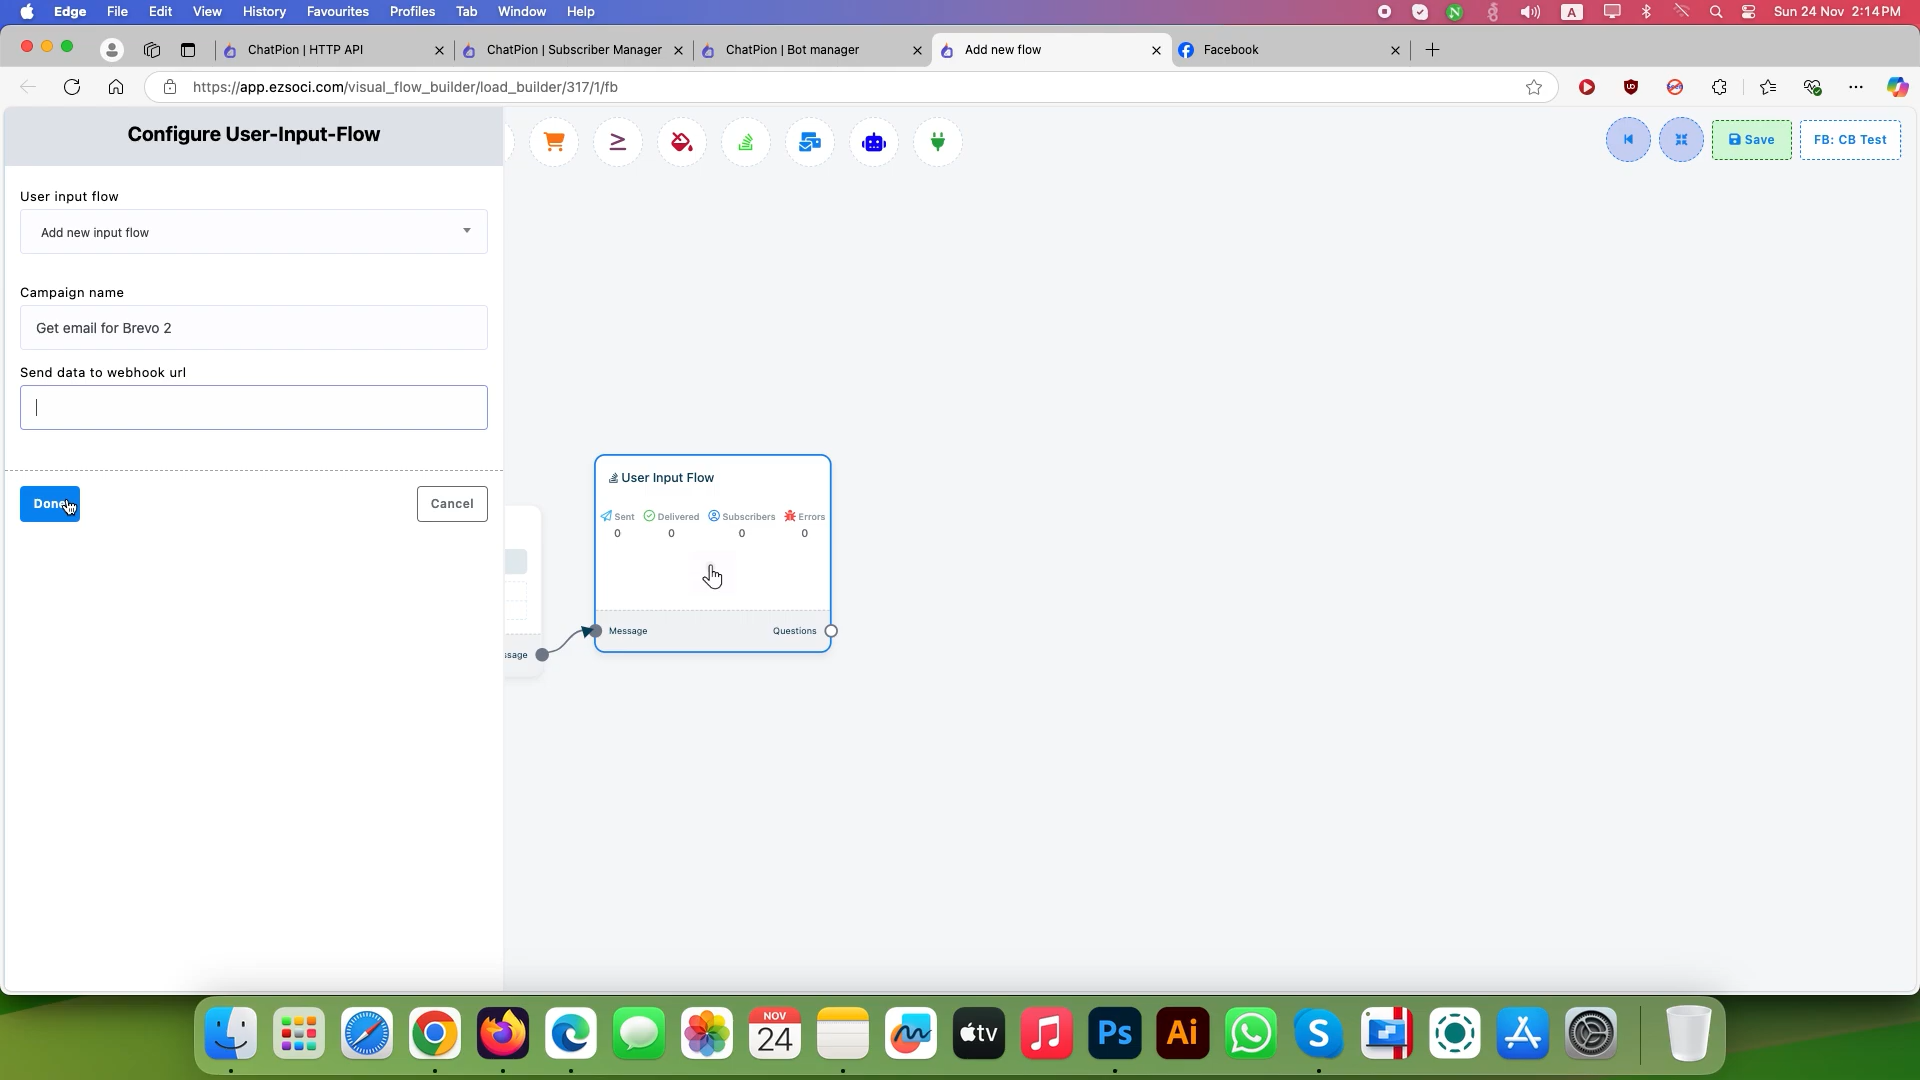 Edge File Edit View History Favourites Profiles Tab Window Help
A Sun 24 Nov 2:14PM
ChatPion | HTTP API
ChatPion | Subscriber Manager
ChatPion | Bot manager
Add new flow
Facebook
https://app.ezsoci.com/visual_flow_builder/load_builder/317/1/fb
Configure User-Input-Flow
Save
FB: CB Test
User input flow
Add new input flow
Campaign name
Get email for Brevo 2
Send data to webhook url
Done
Cancel
User Input Flow
Sent Delivered Subscribers Errors
0 0 0 0
Message Questions
ssage
NOV
24
tv
Ps
Ai
S